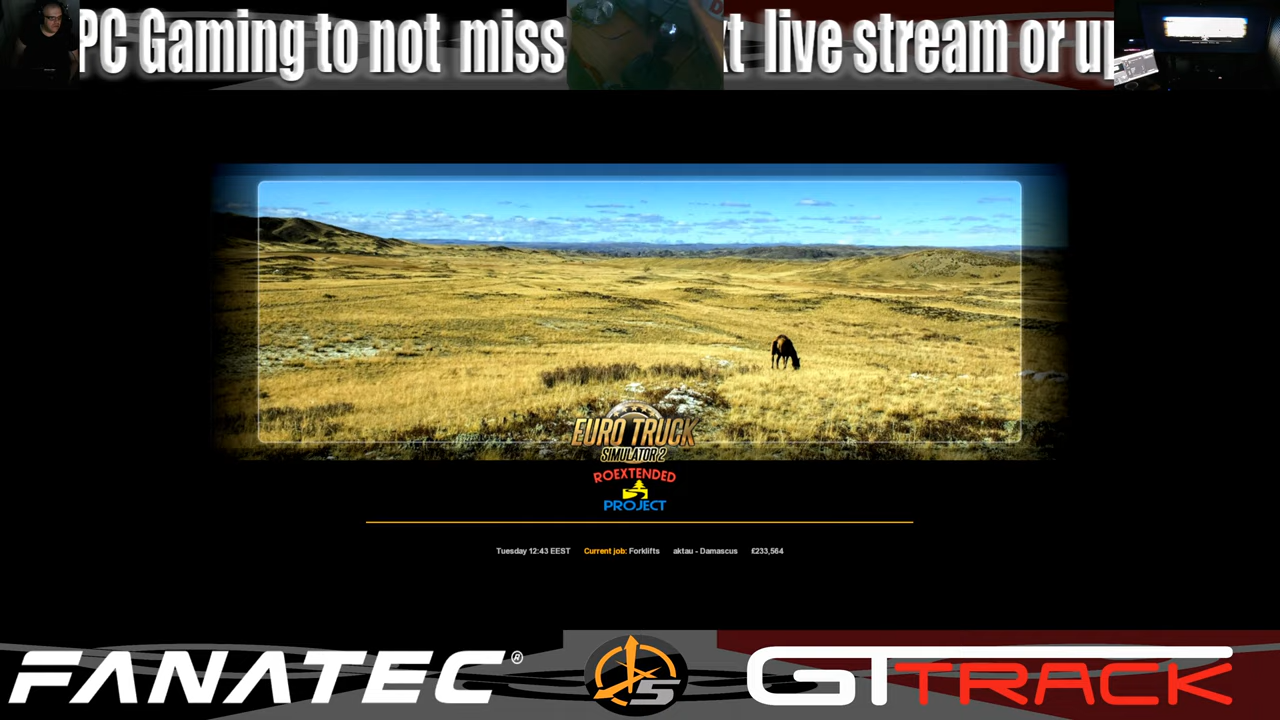 PC Gaming to not miss
xt live stream or up
EURO TRUCK
SIMULATOR 2
ROEXTENDED
PROJECT
Tuesday 12:43 EEST Current job: Forklifts aktau - Damascus £233,564
FANATEC®
S
GTTRACK